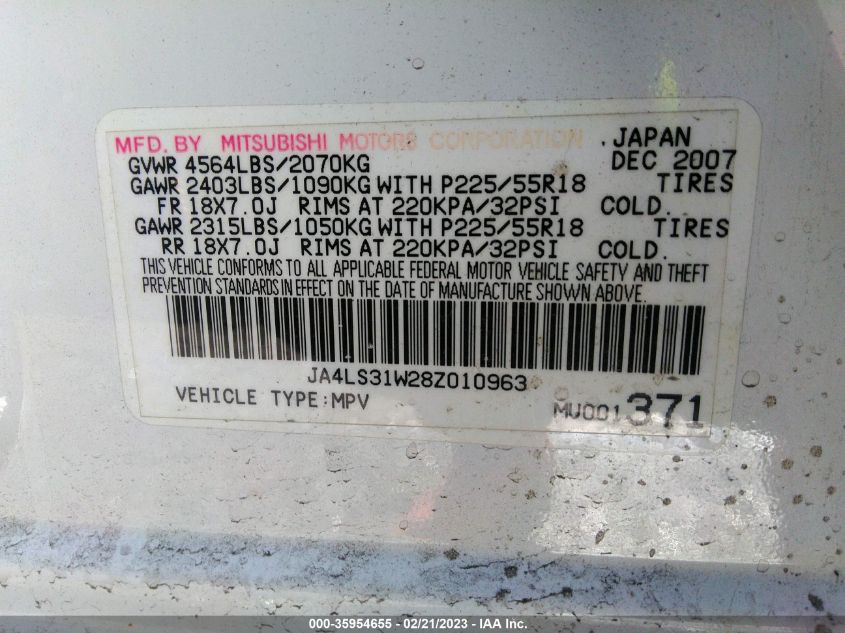 MFD. BY MITSUBISHI MOTORS CORPORATION . JAPAN
GVWR 4564LBS/2070KG DEC 2007
GAWR 2403LBS/1090KG WITH P225/55R18 TIRES
FR 18X7.0J RIMS AT 220KPA/32PSI COLD.
GAWR 2315LBS/1050KG WITH P225/55R18 TIRES
RR 18X7.0J RIMS AT 220KPA/32PSI COLD.
THIS VEHICLE CONFORMS TO ALL APPLICABLE FEDERAL MOTOR VEHICLE SAFETY AND THEFT
PREVENTION STANDARDS IN EFFECT ON THE DATE OF MANUFACTURE SHOWN ABOVE.
JA4LS31W28Z010963
VEHICLE TYPE:MPV MU001371
000-35954655 - 02/21/2023 - IAA Inc.